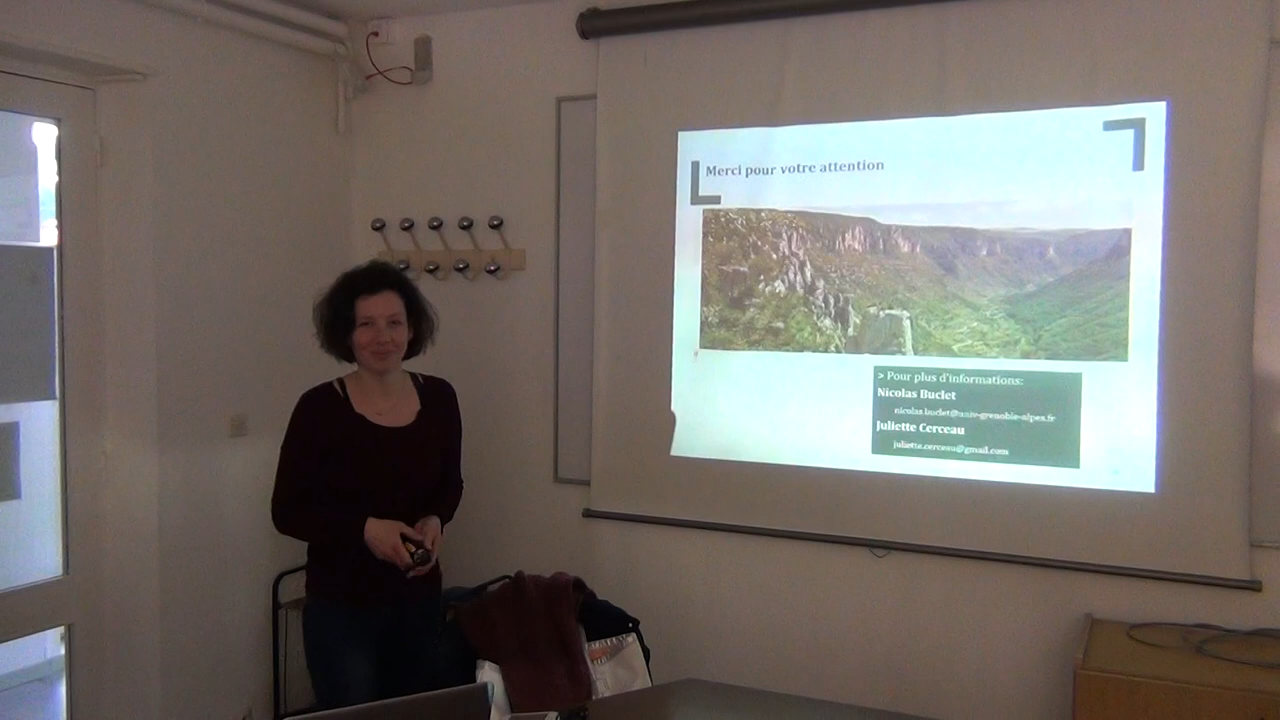 Merci pour votre attention
> Pour plus d'informations:
Nicolas Buclet
nicolas.buclet@univ-grenoble-alpes.fr
Juliette Cerceau
juliette.cerceau@gmail.com